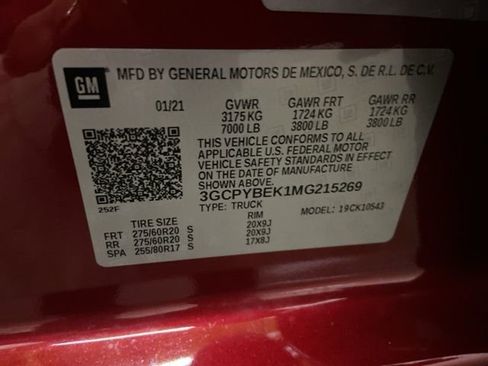 GM
MFD BY GENERAL MOTORS DE MEXICO, S. DE R.L. DE C.V.
01/21 GVWR GAWR FRT GAWR RR
3175 KG 1724 KG 1724 KG
7000 LB 3800 LB 3800 LB
THIS VEHICLE CONFORMS TO ALL
APPLICABLE U.S. FEDERAL MOTOR
VEHICLE SAFETY STANDARDS IN EFFECT
ON THE DATE OF MANUFACTURE
SHOWN ABOVE
3GCPYBEK1MG215269
TYPE: TRUCK MODEL: 19CK10543
252F
TIRE SIZE RIM
FRT 275/60R20 S 20X9J
RR 275/60R20 S 20X9J
SPA 255/80R17 S 17X8J